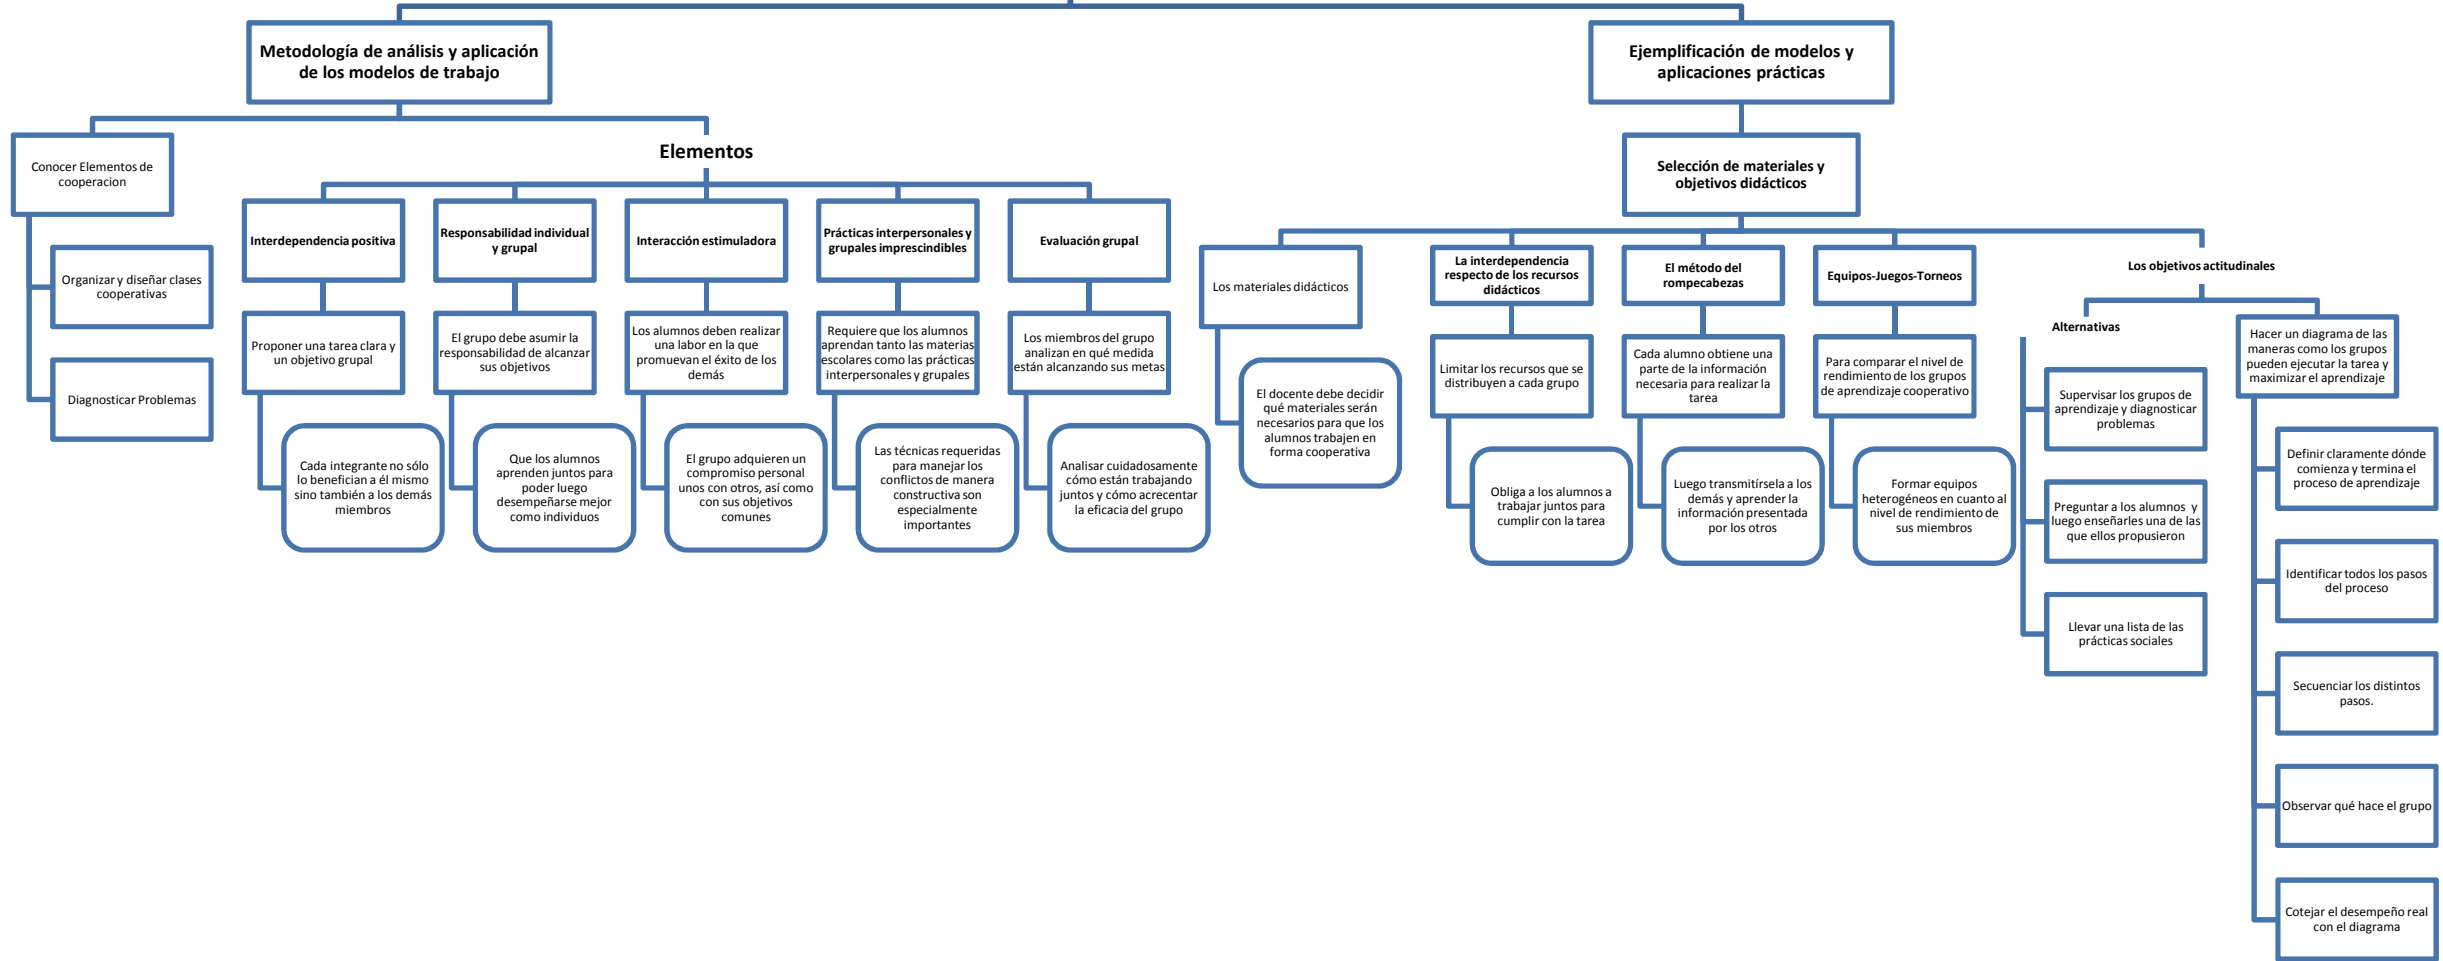 Metodología de análisis y aplicación
de los modelos de trabajo
Conocer Elementos de
cooperacion
Organizar y diseñar clases
cooperativas
Diagnosticar Problemas
Elementos
Interdependencia positiva
Proponer una tarea clara y
un objetivo grupal
Cada integrante no sólo
lo benefician a él mismo
sino también a los demás
miembros
Responsabilidad individual
y grupal
El grupo debe asumir la
responsabilidad de alcanzar
sus objetivos
Que los alumnos
aprenden juntos para
poder luego
desempeñarse mejor
como individuos
Interacción estimuladora
Los alumnos deben realizar
una labor en la que
promuevan el éxito de los
demás
El grupo adquieren un
compromiso personal
unos con otros, así como
con sus objetivos
comunes
Prácticas interpersonales y
grupales imprescindibles
Requiere que los alumnos
aprendan tanto las materias
escolares como las prácticas
interpersonales y grupales
Las técnicas requeridas
para manejar los
conflictos de manera
constructiva son
especialmente
importantes
Evaluación grupal
Los miembros del grupo
analizan en qué medida
están alcanzando sus metas
Analisar cuidadosamente
cómo están trabajando
juntos y cómo acrecentar
la eficacia del grupo
Ejemplificación de modelos y
aplicaciones prácticas
Selección de materiales y
objetivos didácticos
Los materiales didácticos
El docente debe decidir
qué materiales serán
necesarios para que los
alumnos trabajen en
forma cooperativa
La interdependencia
respecto de los recursos
didácticos
Limitar los recursos que se
distribuyen a cada grupo
Obliga a los alumnos a
trabajar juntos para
cumplir con la tarea
El método del
rompecabezas
Cada alumno obtiene una
parte de la información
necesaria para realizar la
tarea
Luego transmitírsela a los
demás y aprender la
información presentada
por los otros
Equipos-Juegos-Torneos
Para comparar el nivel de
rendimiento de los grupos
de aprendizaje cooperativo
Formar equipos
heterogéneos en cuanto al
nivel de rendimiento de
sus miembros
Los objetivos actitudinales
Alternativas
Supervisar los grupos de
aprendizaje y diagnosticar
problemas
Preguntar a los alumnos y
luego enseñarles una de las
que ellos propusieron
Llevar una lista de las
prácticas sociales
Hacer un diagrama de las
maneras como los grupos
pueden ejecutar la tarea y
maximizar el aprendizaje
Definir claramente dónde
comienza y termina el
proceso de aprendizaje
Identificar todos los pasos
del proceso
Secuenciar los distintos
pasos.
Observar qué hace el grupo
Cotejar el desempeño real
con el diagrama